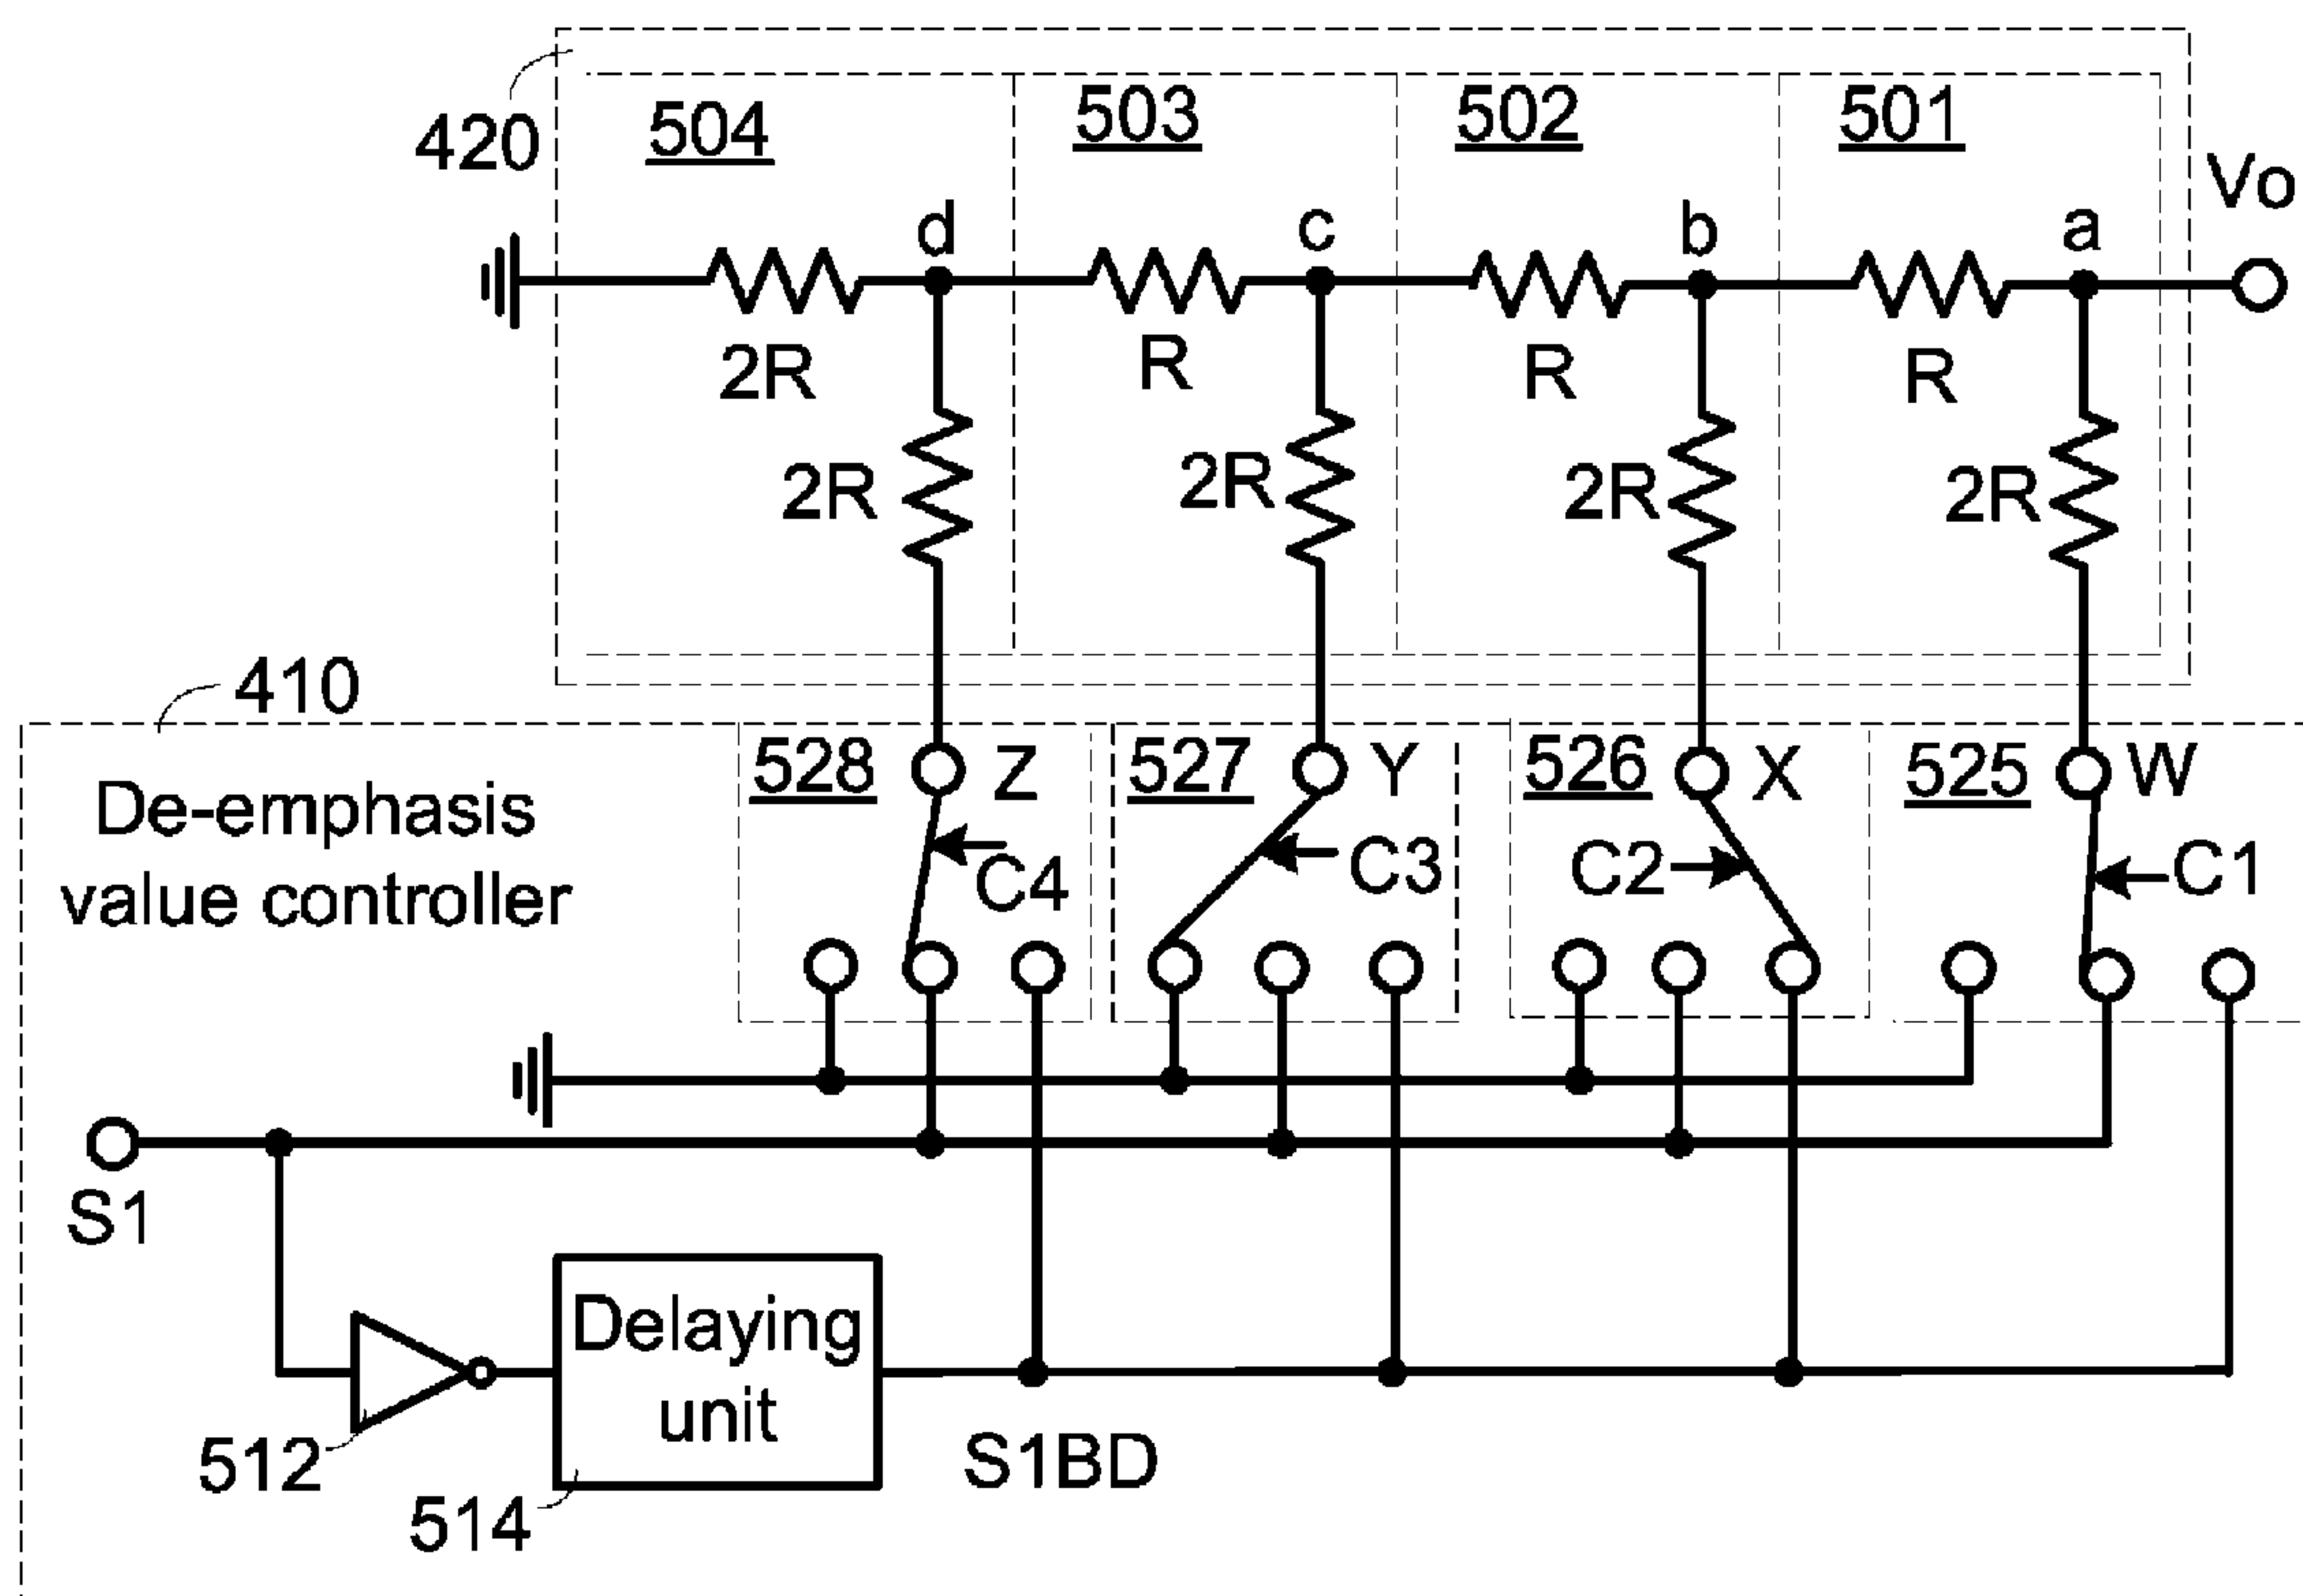 420
504
503
502
501
Vo
d
c
b
a
2R
R
R
R
2R
2R
2R
2R
410
De-emphasis
value controller
528
Z
527
Y
526
X
525
W
C4
C3
C2
C1
S1
Delaying
unit
512
514
S1BD